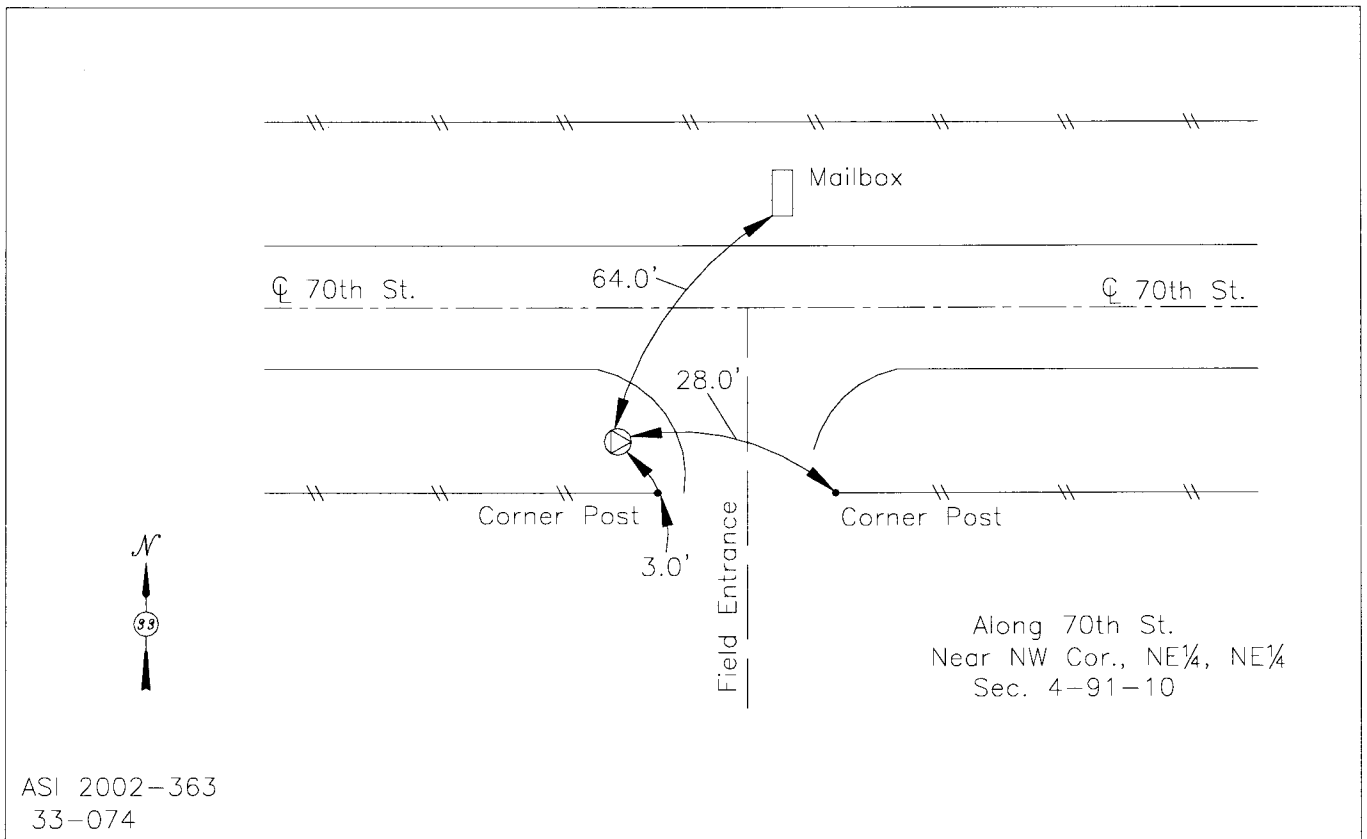 Mailbox
64.0'
℄ 70th St.
℄ 70th St.
28.0'
Corner Post
Corner Post
3.0'
Field Entrance
N
33
Along 70th St.
Near NW Cor., NE¼, NE¼
Sec. 4-91-10
ASI 2002-363
33-074